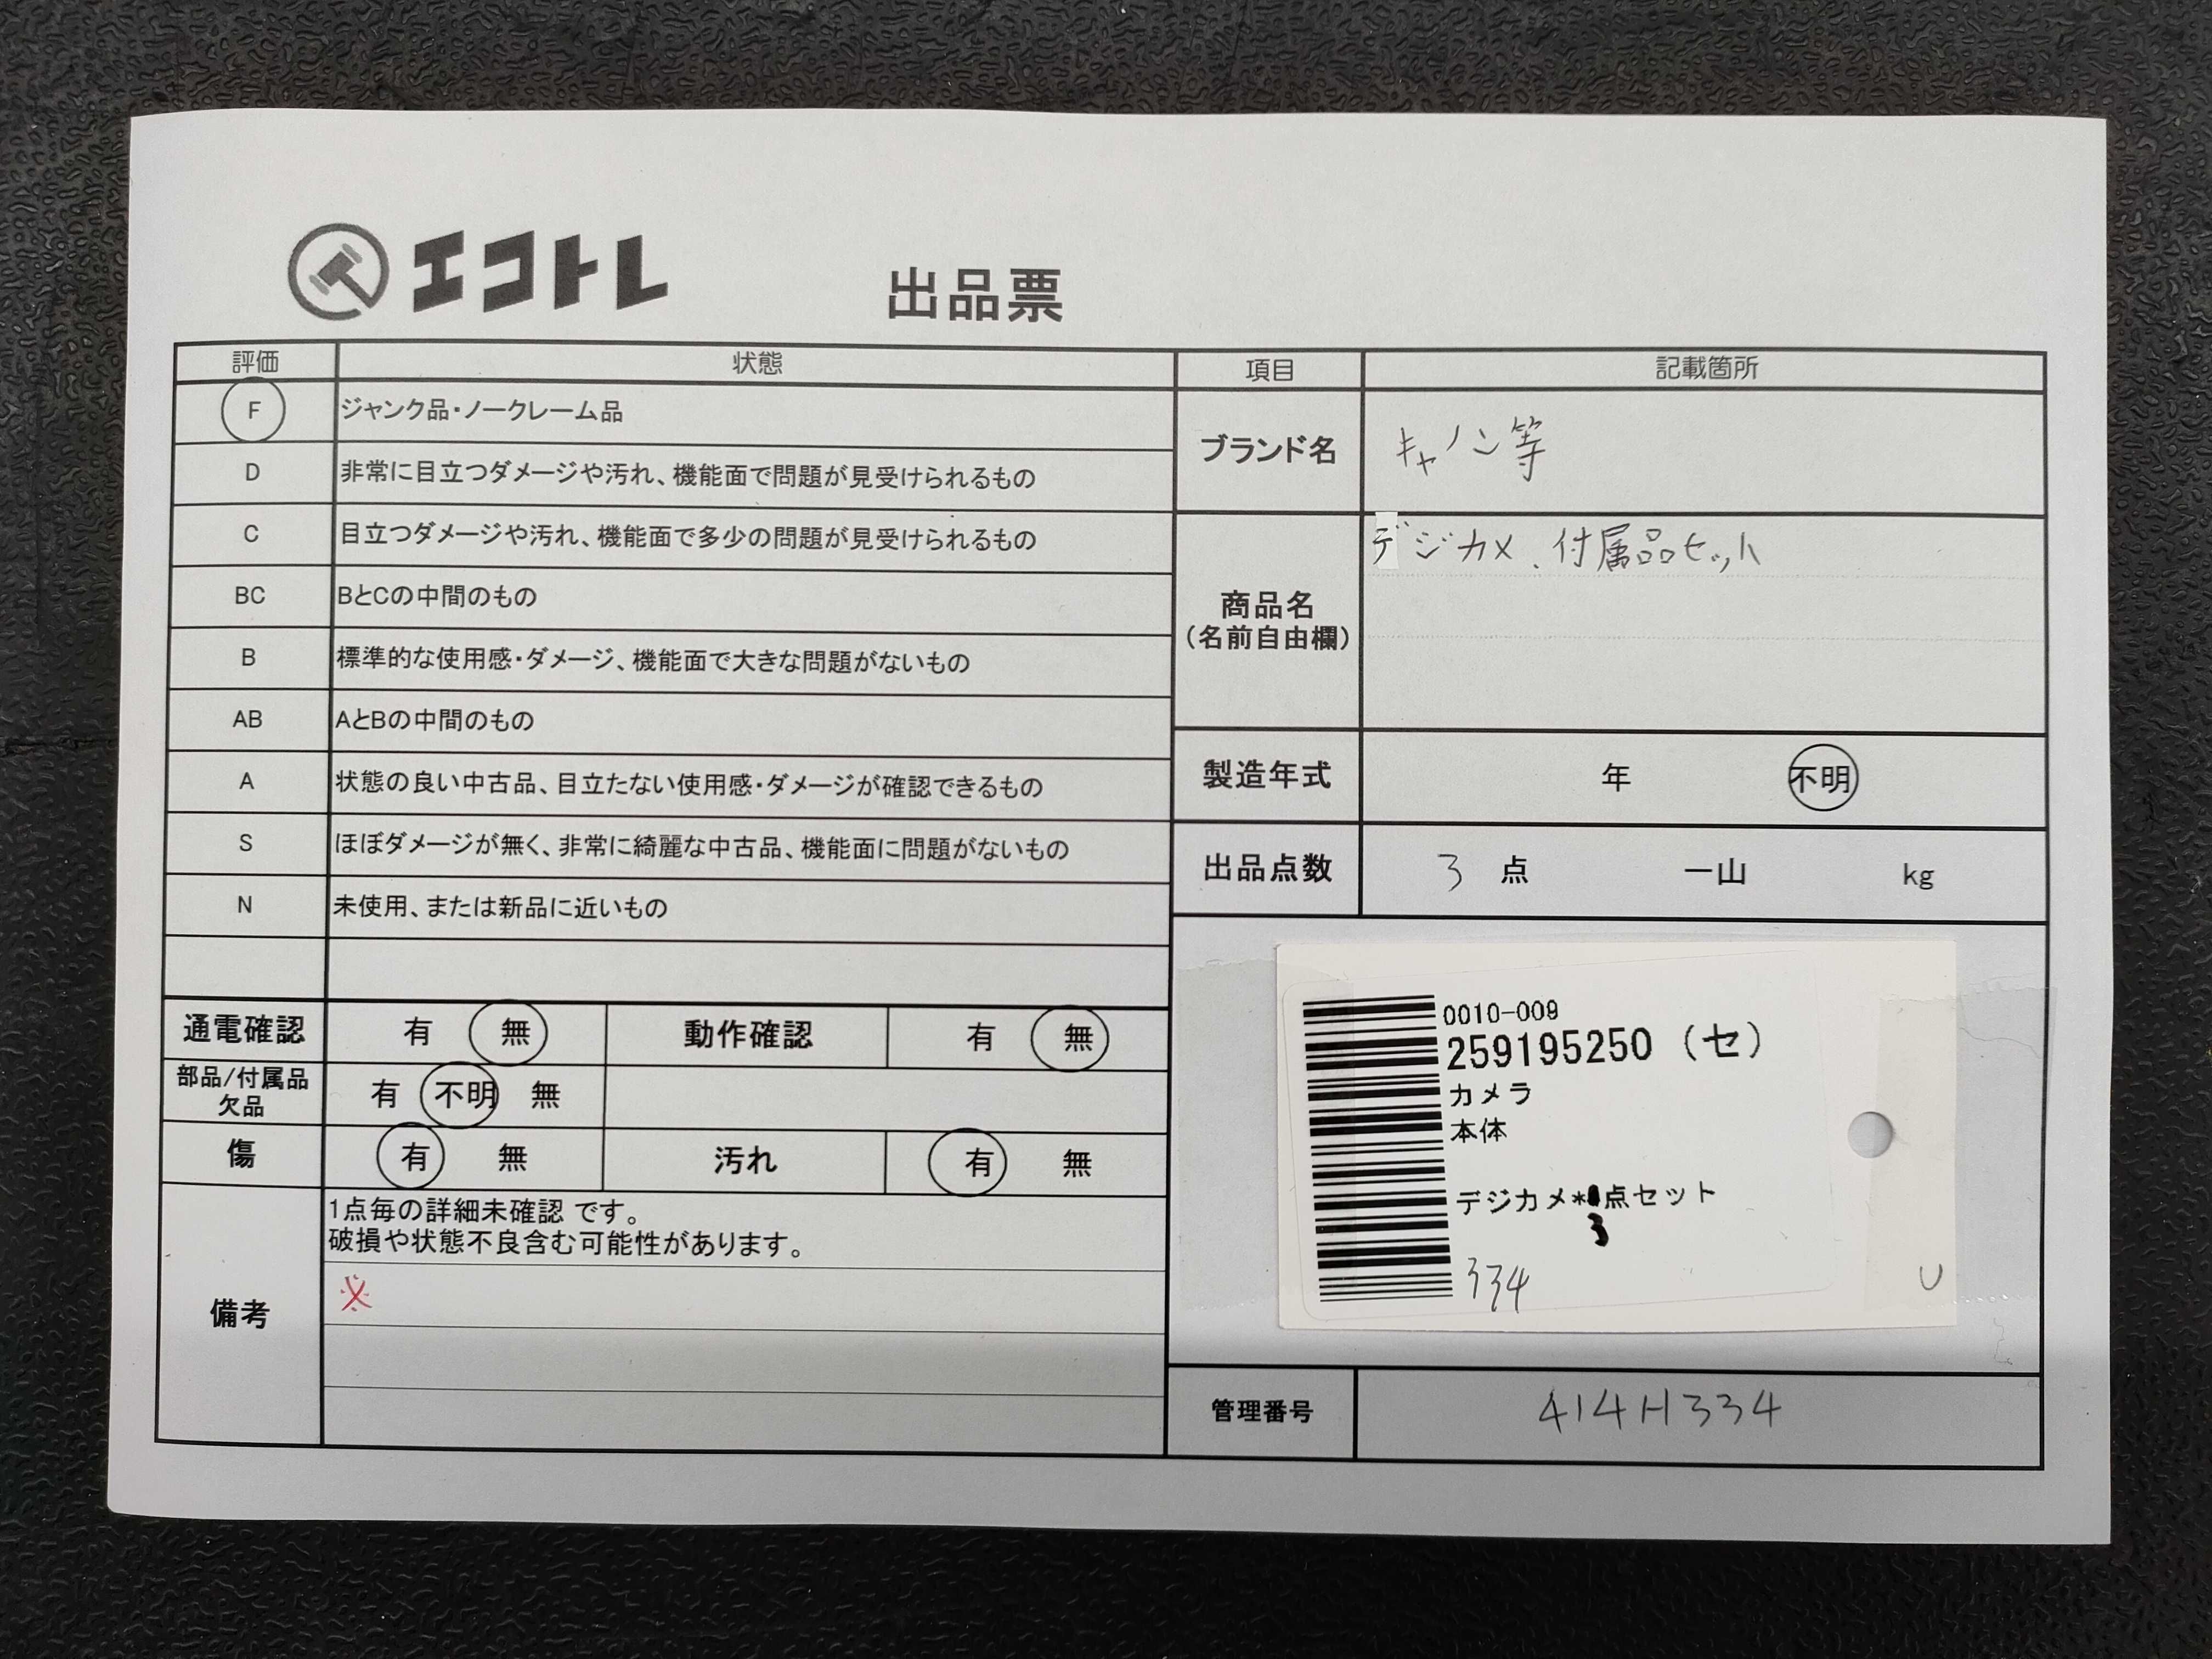 エコトレ
出品票
評価 状態
F ジャンク品・ノークレーム品
D 非常に目立つダメージや汚れ、機能面で問題が見受けられるもの
C 目立つダメージや汚れ、機能面で多少の問題が見受けられるもの
BC BとCの中間のもの
B 標準的な使用感・ダメージ、機能面で大きな問題がないもの
AB AとBの中間のもの
A 状態の良い中古品、目立たない使用感・ダメージが確認できるもの
S ほぼダメージが無く、非常に綺麗な中古品、機能面に問題がないもの
N 未使用、または新品に近いもの
通電確認 有 無 動作確認 有 無
部品/付属品
欠品
有 不明 無
傷 有 無 汚れ 有 無
備考
1点毎の詳細未確認 です。
破損や状態不良含む可能性があります。
※
項目 記載箇所
ブランド名 キャノン等
商品名
(名前自由欄)
デジカメ、付属品セット
製造年式 年 不明
出品点数 3 点 一山 kg
0010-009
259195250 (セ)
カメラ
本体
デジカメ*点セット
3
334
U
管理番号 414H334